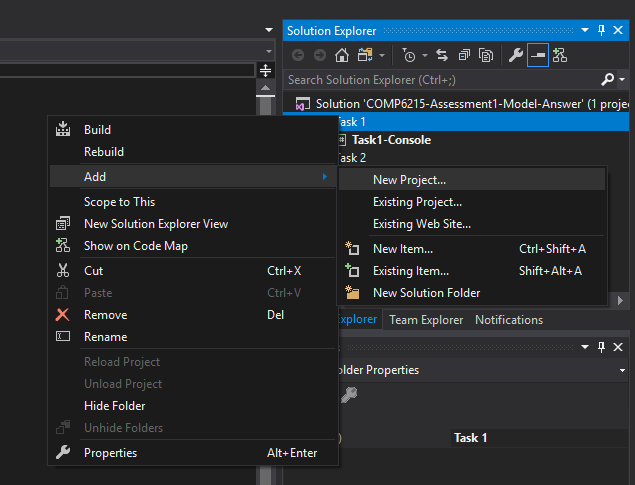 Solution Explorer
Search Solution Explorer (Ctrl+;)
Solution 'COMP6215-Assessment1-Model-Answer' (1 projec
Task 1
Task1-Console
Task 2
Build
Rebuild
Add
Scope to This
New Solution Explorer View
Show on Code Map
Cut Ctrl+X
Paste Ctrl+V
Remove Del
Rename
Reload Project
Unload Project
Hide Folder
Unhide Folders
Properties Alt+Enter
New Project...
Existing Project...
Existing Web Site...
New Item... Ctrl+Shift+A
Existing Item... Shift+Alt+A
New Solution Folder
Explorer Team Explorer Notifications
older Properties
) Task 1